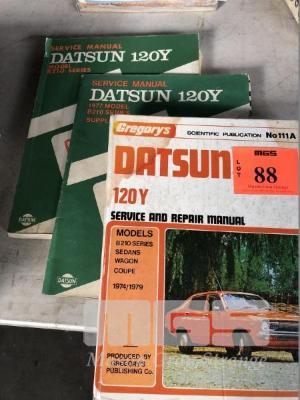 SERVICE MANUAL
DATSUN 120Y
MODEL
B210 SERIES
DATSUN
SERVICE MANUAL
DATSUN 120Y
1977 MODEL
B210 SERIES
DATSUN
Gregory's
SCIENTIFIC PUBLICATION No111A
DATSUN
120Y
SERVICE AND REPAIR MANUAL
MODELS
B210 SERIES
SEDANS
WAGON
COUPE
1974/1979
PRODUCED BY
GREGORY'S
PUBLISHING Co.
MGS
LOT
88